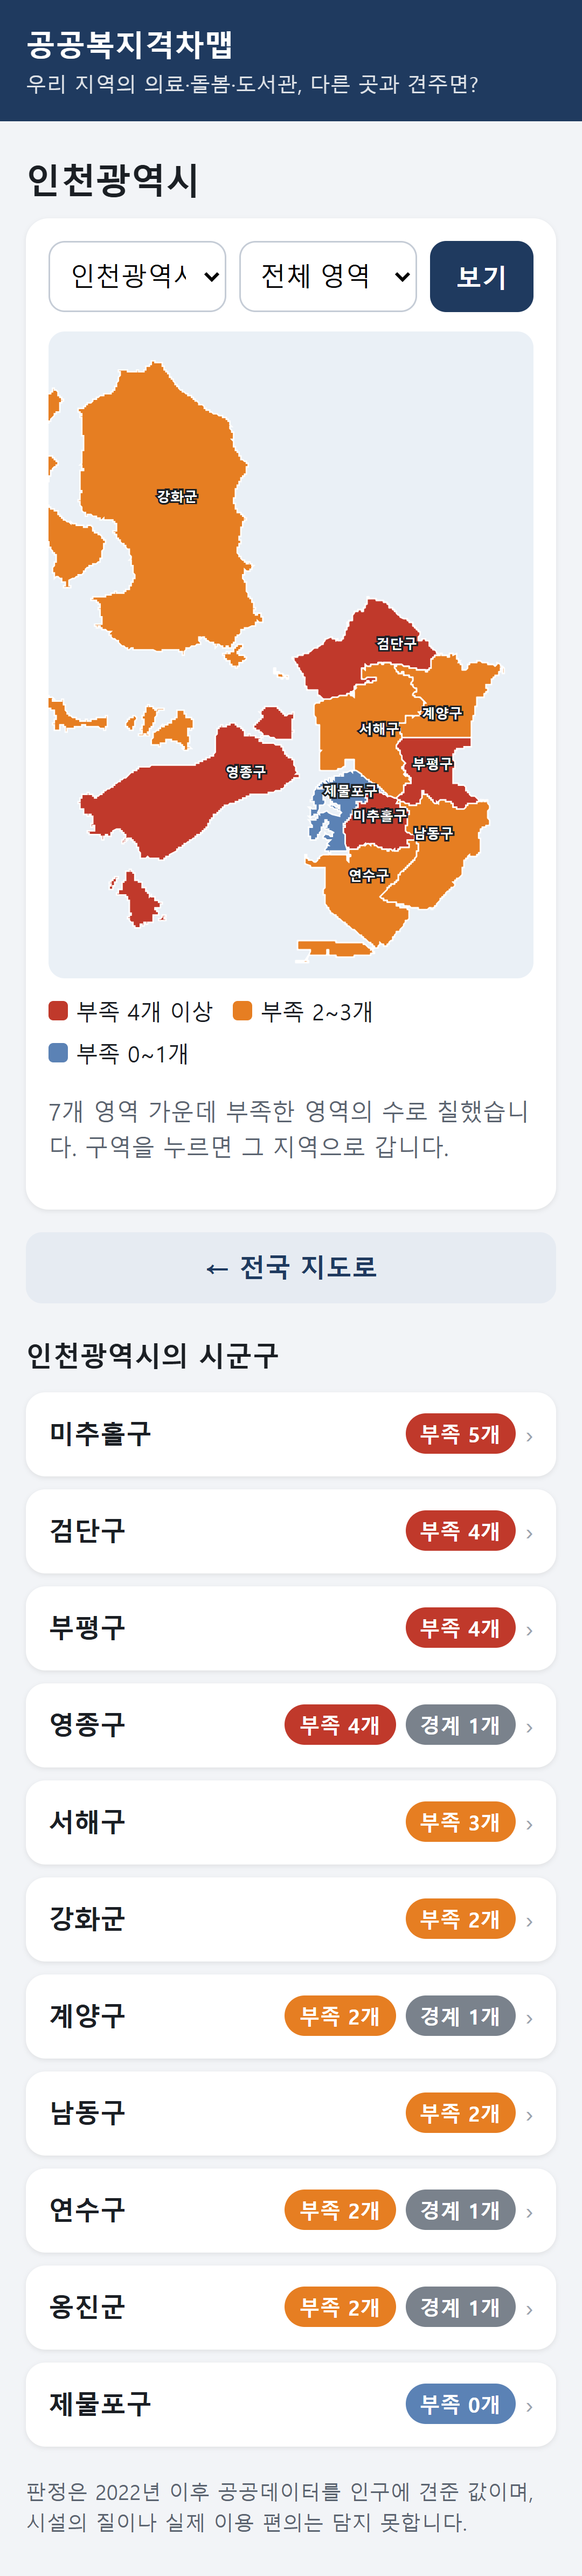 공공복지격차맵
우리 지역의 의료·돌봄·도서관, 다른 곳과 견주면?
인천광역시
인천광역시 전체 영역 보기
강화군
검단구
계양구
서해구
부평구
영종구
제물포구
미추홀구
남동구
연수구
부족 4개 이상 부족 2~3개
부족 0~1개
7개 영역 가운데 부족한 영역의 수로 칠했습니
다. 구역을 누르면 그 지역으로 갑니다.
← 전국 지도로
인천광역시의 시군구
미추홀구 부족 5개 ›
검단구 부족 4개 ›
부평구 부족 4개 ›
영종구 부족 4개 경계 1개 ›
서해구 부족 3개 ›
강화군 부족 2개 ›
계양구 부족 2개 경계 1개 ›
남동구 부족 2개 ›
연수구 부족 2개 경계 1개 ›
옹진군 부족 2개 경계 1개 ›
제물포구 부족 0개 ›
판정은 2022년 이후 공공데이터를 인구에 견준 값이며,
시설의 질이나 실제 이용 편의는 담지 못합니다.